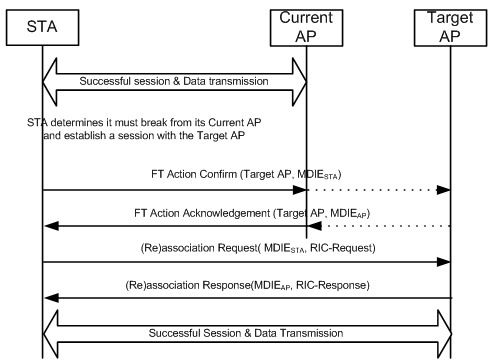 STA
Current
AP
Target
AP
Successful session & Data transmission
STA determines it must break from its Current AP
and establish a session with the Target AP
FT Action Confirm (Target AP, MDIESTA)
FT Action Acknowledgement (Target AP, MDIEAP)
(Re)association Request( MDIESTA, RIC-Request)
(Re)association Response(MDIEAP, RIC-Response)
Successful Session & Data Transmission